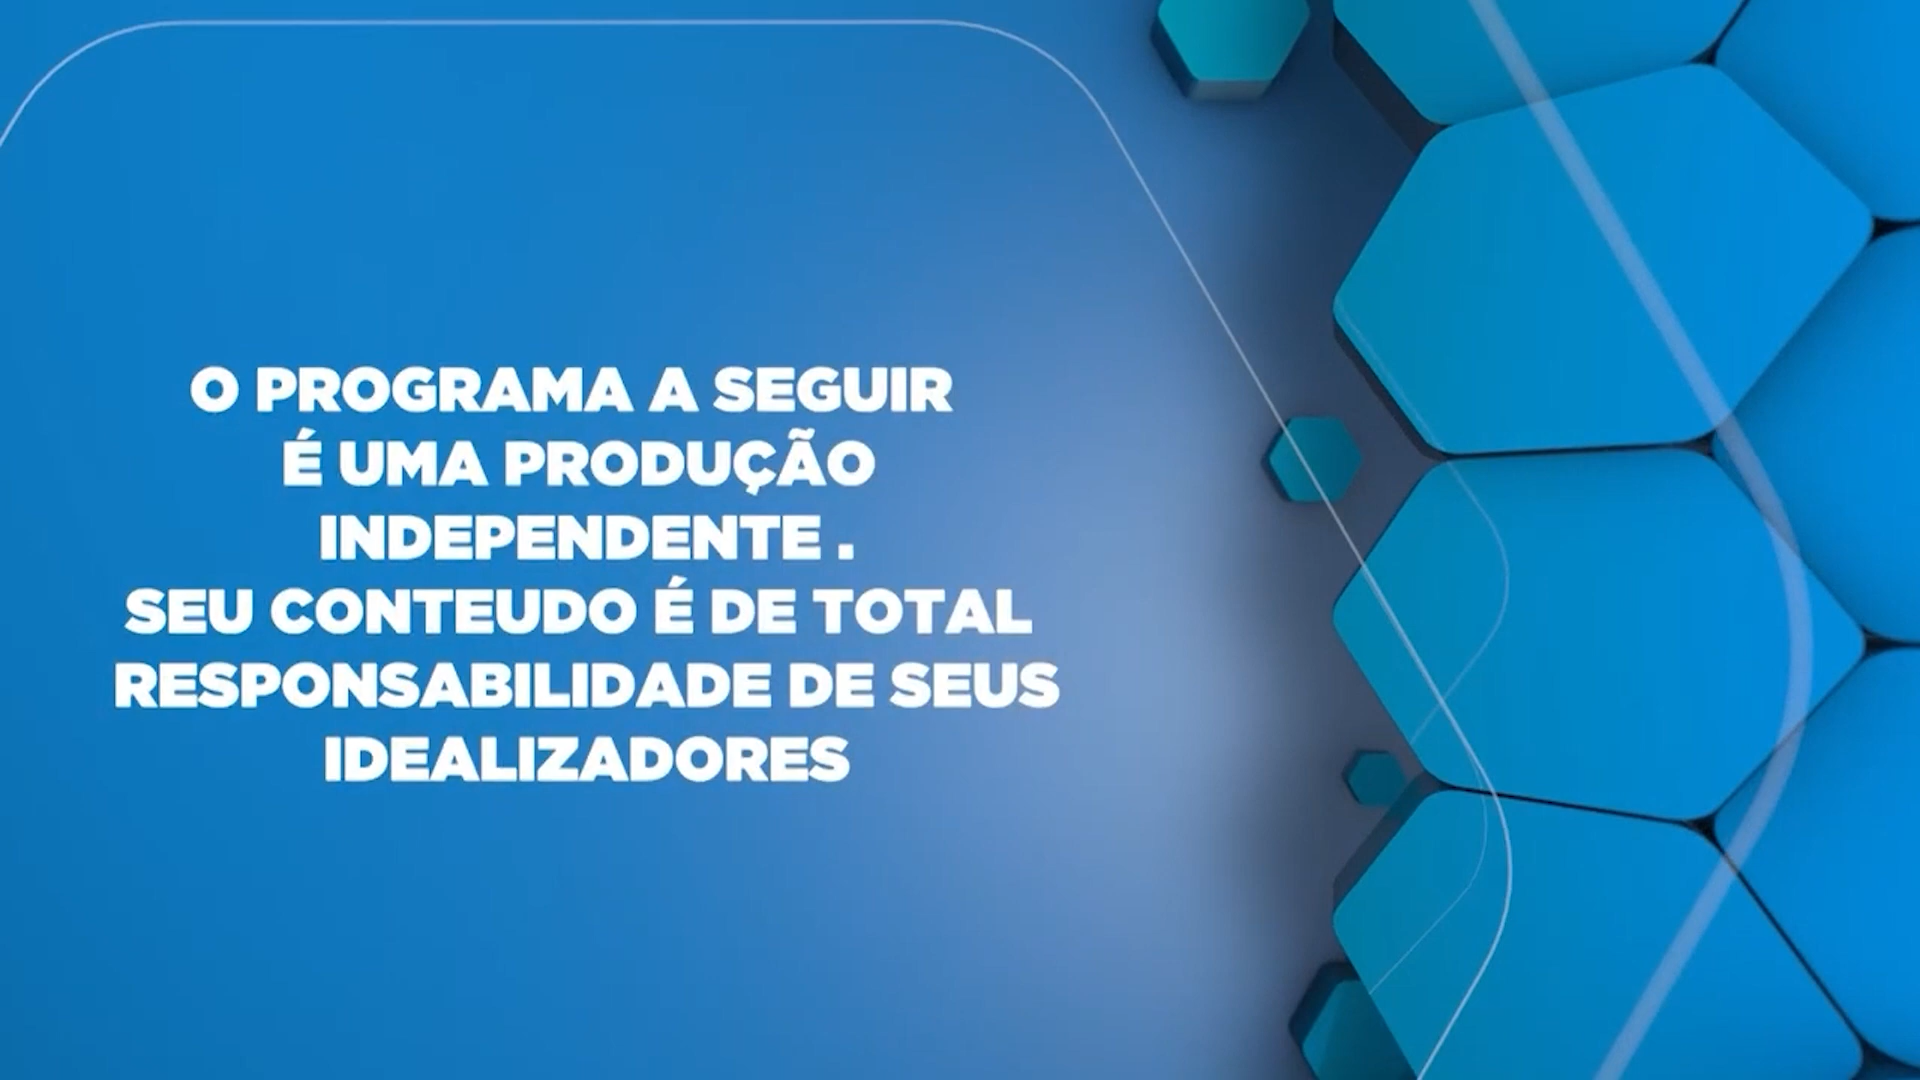 O PROGRAMA A SEGUIR
É UMA PRODUÇÃO
INDEPENDENTE .
SEU CONTEUDO É DE TOTAL
RESPONSABILIDADE DE SEUS
IDEALIZADORES